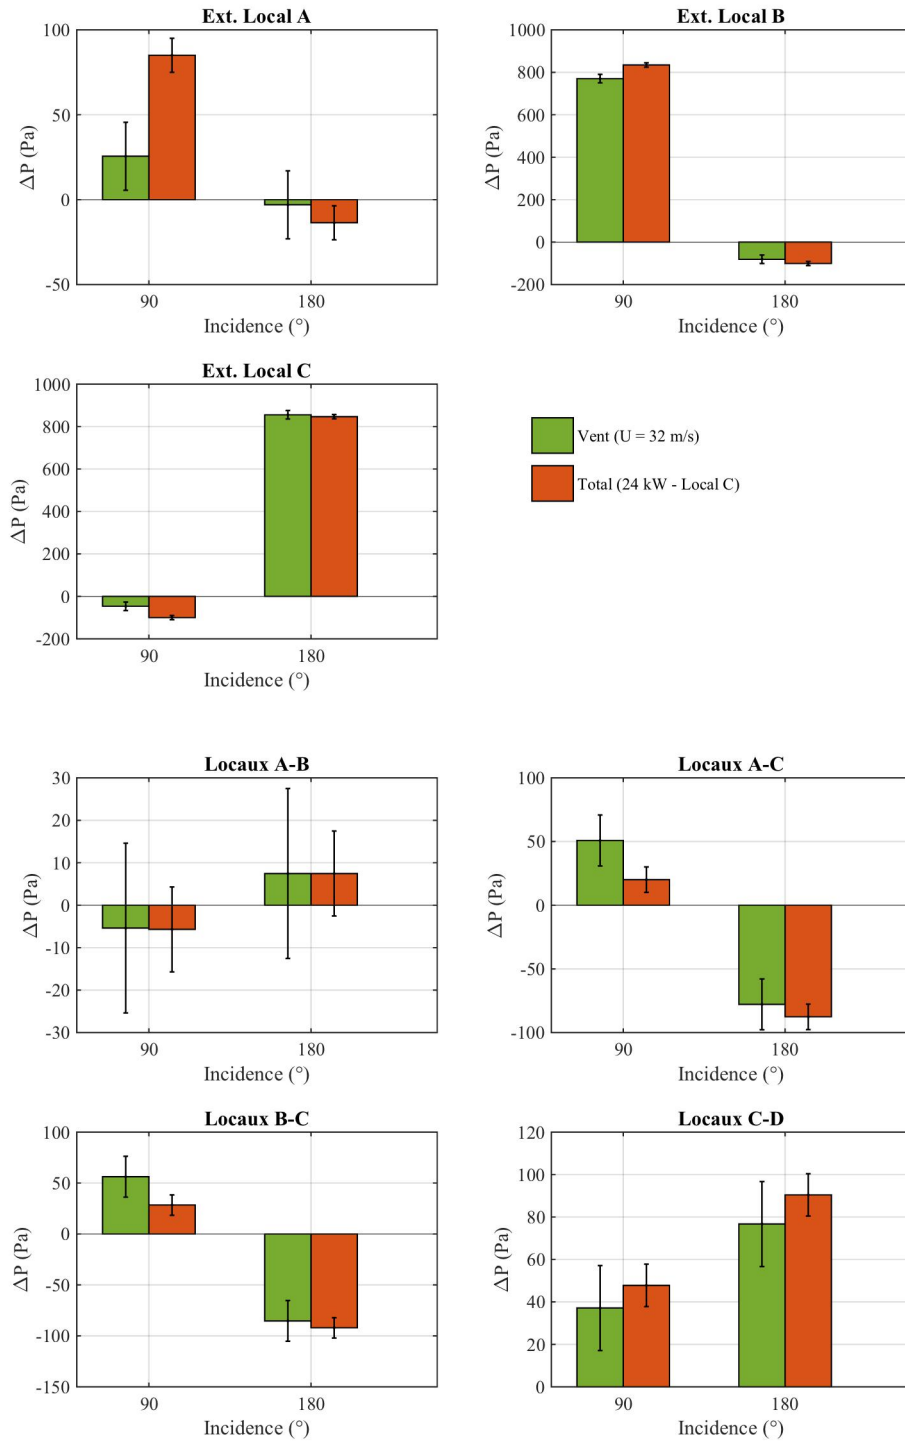 Ext. Local A
100
50
0
-50
ΔP (Pa)
90
180
Incidence (°)
Ext. Local B
1000
800
600
400
200
0
-200
ΔP (Pa)
90
180
Incidence (°)
Ext. Local C
1000
800
600
400
200
0
-200
ΔP (Pa)
90
180
Incidence (°)
Vent (U = 32 m/s)
Total (24 kW - Local C)
Locaux A-B
30
20
10
0
-10
-20
-30
ΔP (Pa)
90
180
Incidence (°)
Locaux A-C
100
50
0
-50
-100
ΔP (Pa)
90
180
Incidence (°)
Locaux B-C
100
50
0
-50
-100
-150
ΔP (Pa)
90
180
Incidence (°)
Locaux C-D
120
100
80
60
40
20
0
ΔP (Pa)
90
180
Incidence (°)